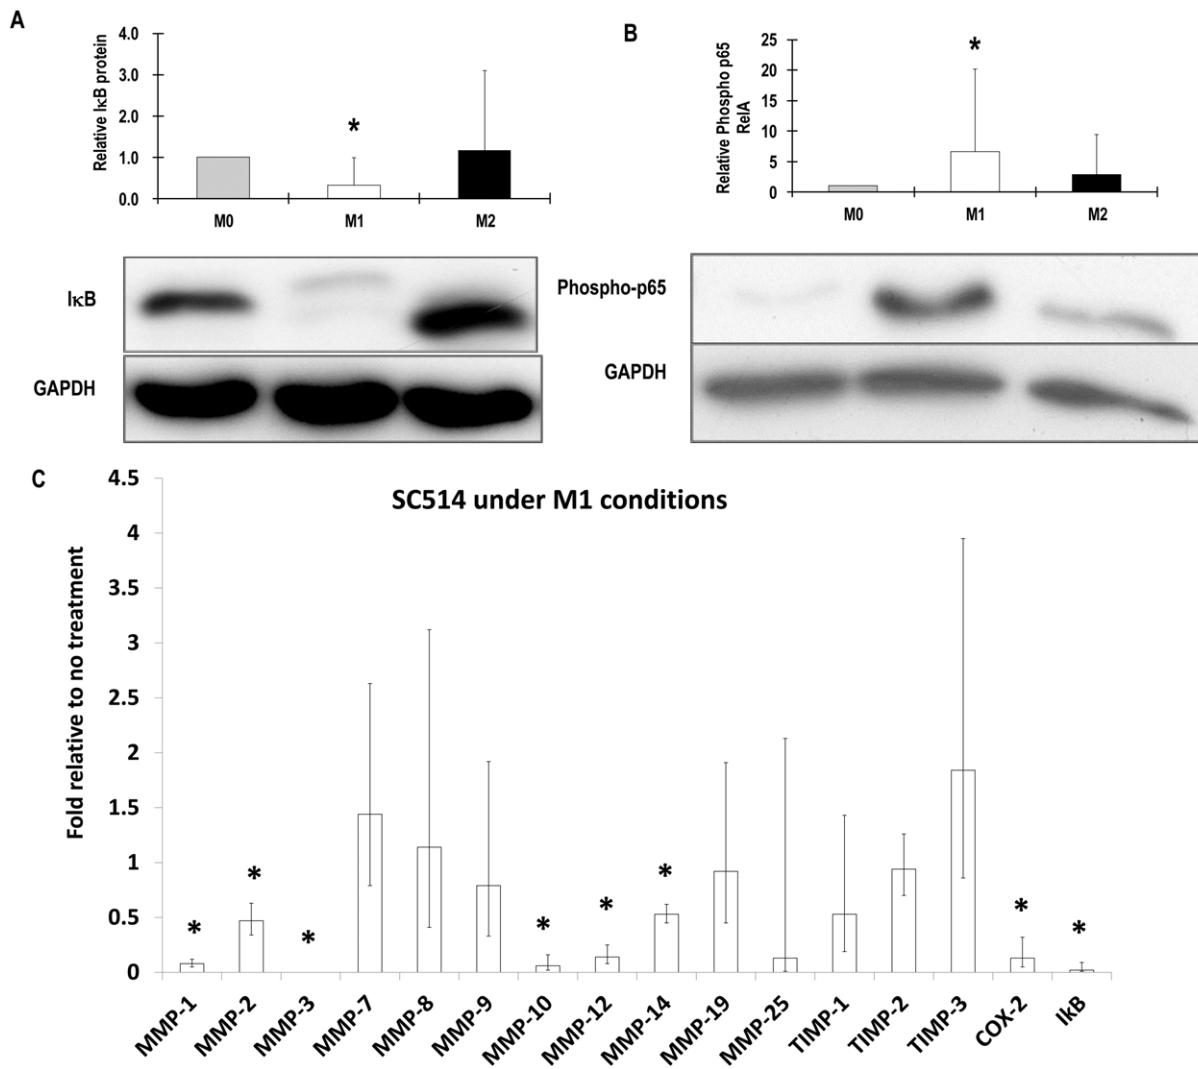 A
Relative IκB protein
4.0
3.0
2.0
1.0
0.0
*
M0 M1 M2
IκB
GAPDH
B
Relative Phospho p65
RelA
25
20
15
10
5
0
*
M0 M1 M2
Phospho-p65
GAPDH
C
SC514 under M1 conditions
Fold relative to no treatment
4.5
4
3.5
3
2.5
2
1.5
1
0.5
0
* * * * * * * *
MMP-1
MMP-2
MMP-3
MMP-7
MMP-8
MMP-9
MMP-10
MMP-12
MMP-14
MMP-19
MMP-25
TIMP-1
TIMP-2
TIMP-3
COX-2
IkB